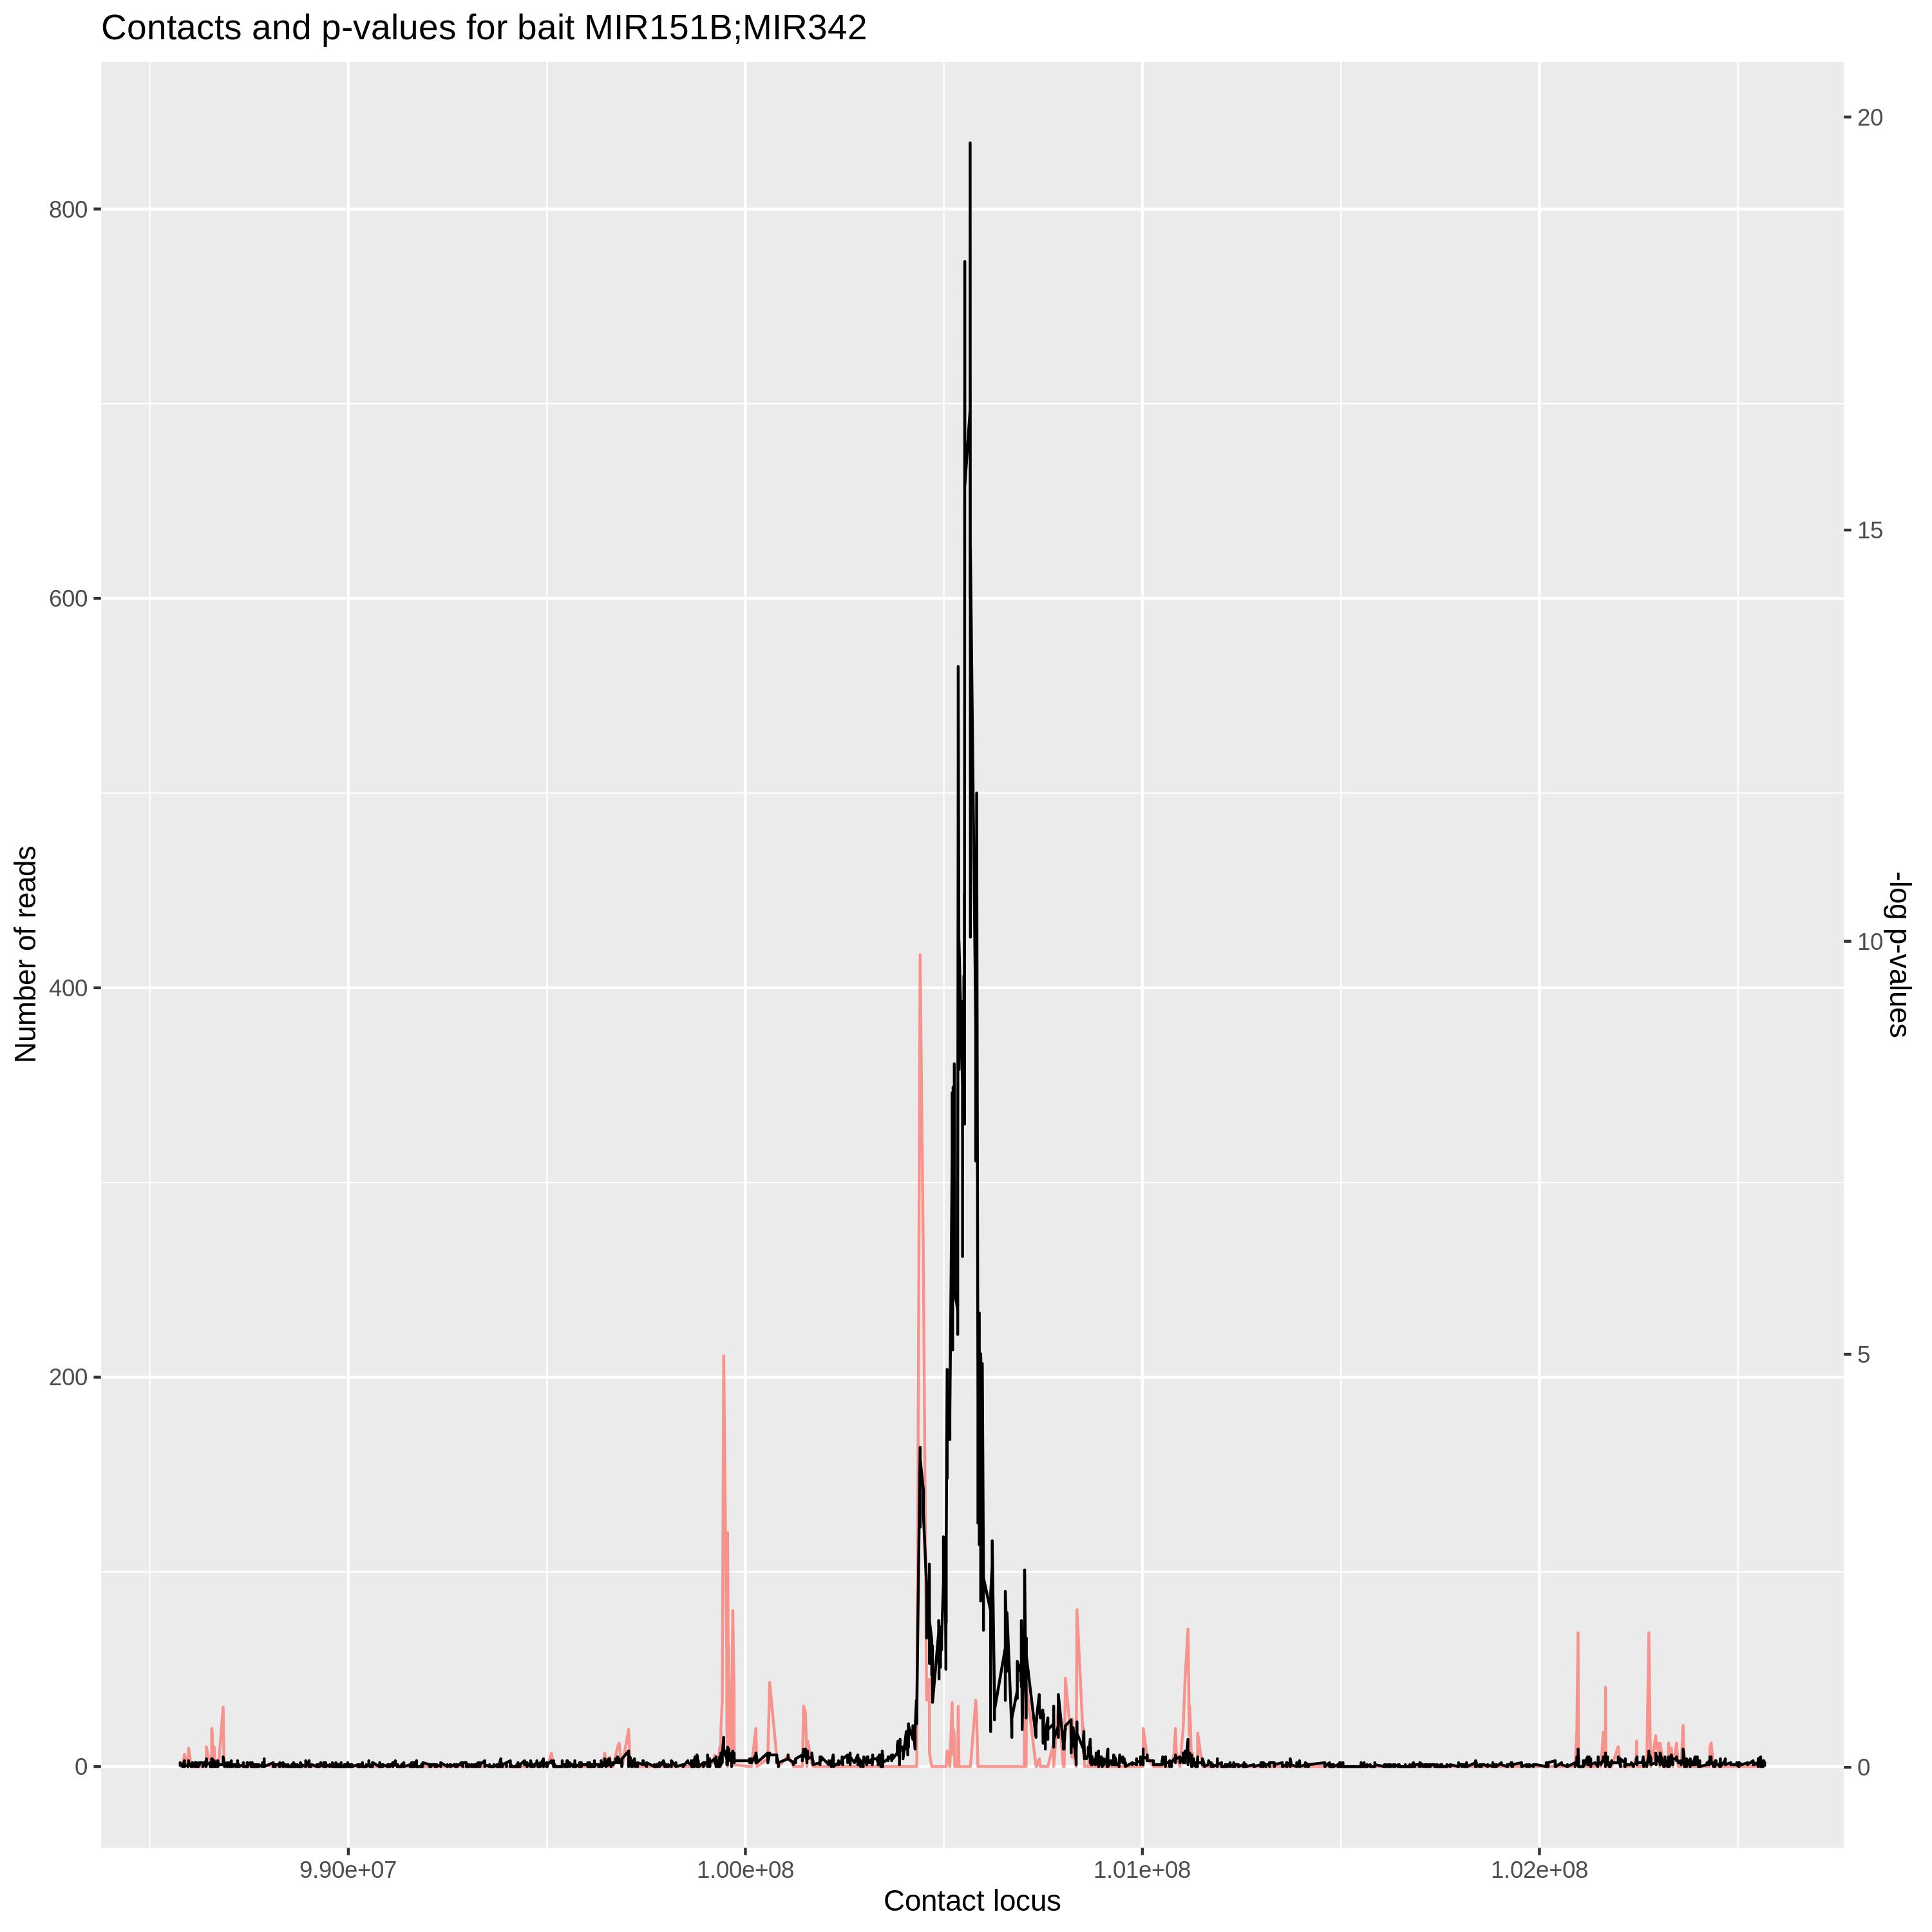 Contacts and p-values for bait MIR151B;MIR342
800
600
400
200
0
Number of reads
20
15
10
5
0
-log p-values
9.90e+07
1.00e+08
1.01e+08
1.02e+08
Contact locus